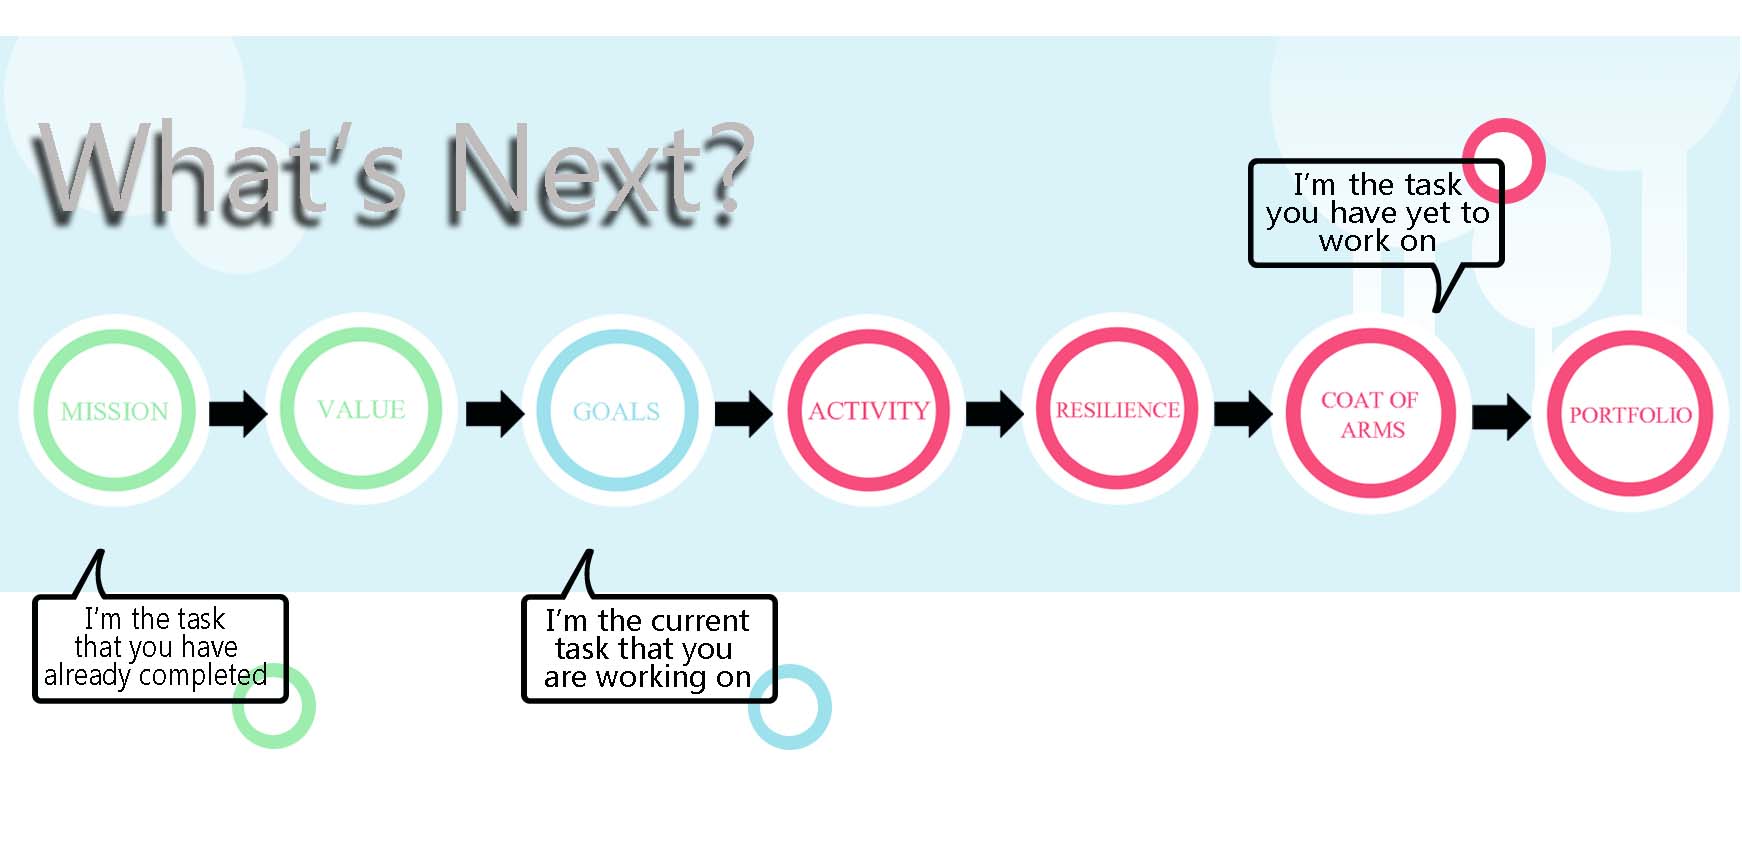 What's Next?
I'm the task
you have yet to
work on
MISSION
VALUE
GOALS
ACTIVITY
RESILIENCE
COAT OF
ARMS
PORTFOLIO
I'm the task
that you have
already completed
I'm the current
task that you
are working on